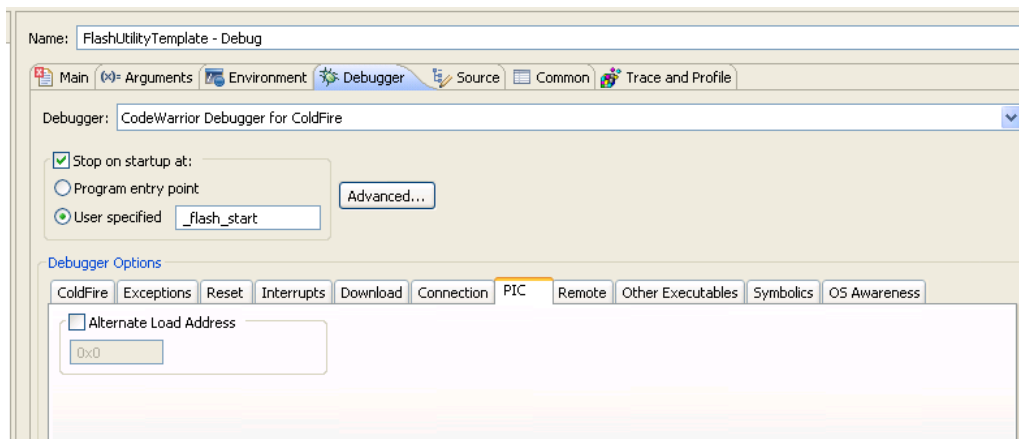 Name: FlashUtilityTemplate - Debug
Main (x)= Arguments Environment Debugger Source Common Trace and Profile
Debugger: CodeWarrior Debugger for ColdFire
Stop on startup at:
Program entry point
Advanced...
User specified _flash_start
Debugger Options
ColdFire Exceptions Reset Interrupts Download Connection PIC Remote Other Executables Symbolics OS Awareness
Alternate Load Address
0x0